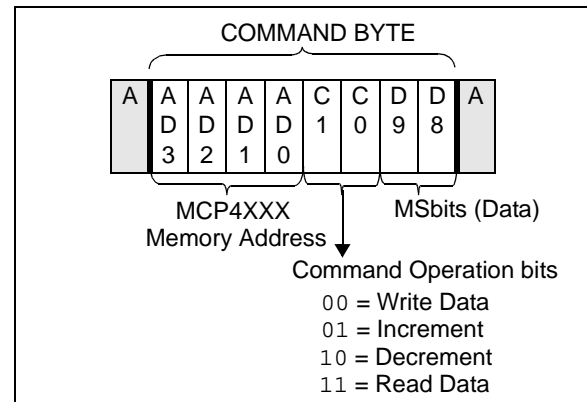 COMMAND BYTE
A A A A A C C D D A
D D D D 1 0 9 8
3 2 1 0
MCP4XXX
Memory Address
MSbits (Data)
Command Operation bits
00 = Write Data
01 = Increment
10 = Decrement
11 = Read Data